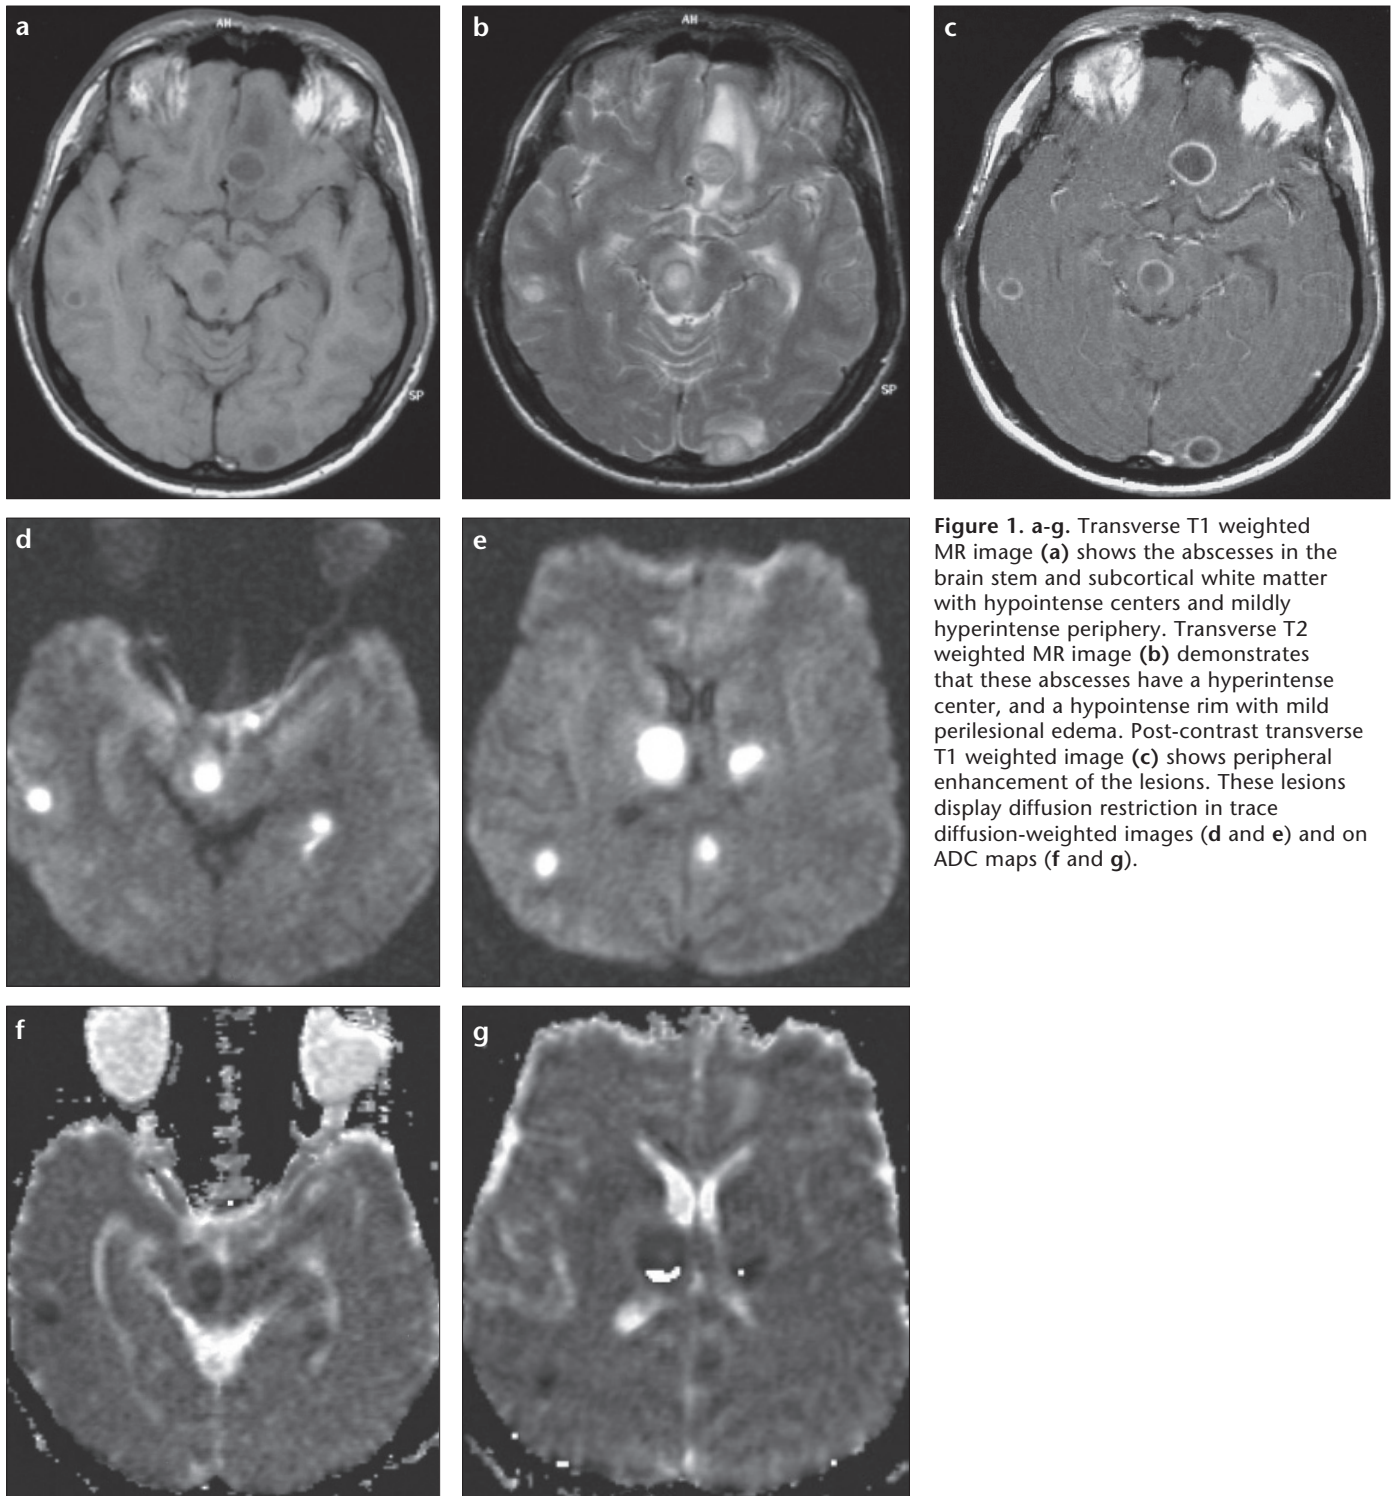 a
AH
SP
b
AH
SP
c
d
e
Figure 1. a-g. Transverse T1 weighted
MR image (a) shows the abscesses in the
brain stem and subcortical white matter
with hypointense centers and mildly
hyperintense periphery. Transverse T2
weighted MR image (b) demonstrates
that these abscesses have a hyperintense
center, and a hypointense rim with mild
perilesional edema. Post-contrast transverse
T1 weighted image (c) shows peripheral
enhancement of the lesions. These lesions
display diffusion restriction in trace
diffusion-weighted images (d and e) and on
ADC maps (f and g).
f
g